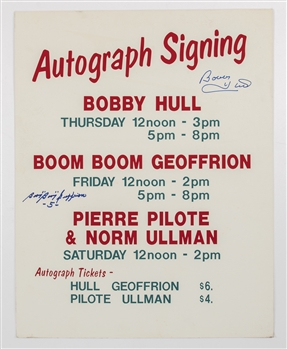 Autograph Signing
BOBBY HULL
THURSDAY 12noon - 3pm
5pm - 8pm
BOOM BOOM GEOFFRION
FRIDAY 12noon - 2pm
5pm - 8pm
PIERRE PILOTE
& NORM ULLMAN
SATURDAY 12noon - 2pm
Autograph Tickets -
HULL GEOFFRION $6.
PILOTE ULLMAN $4.